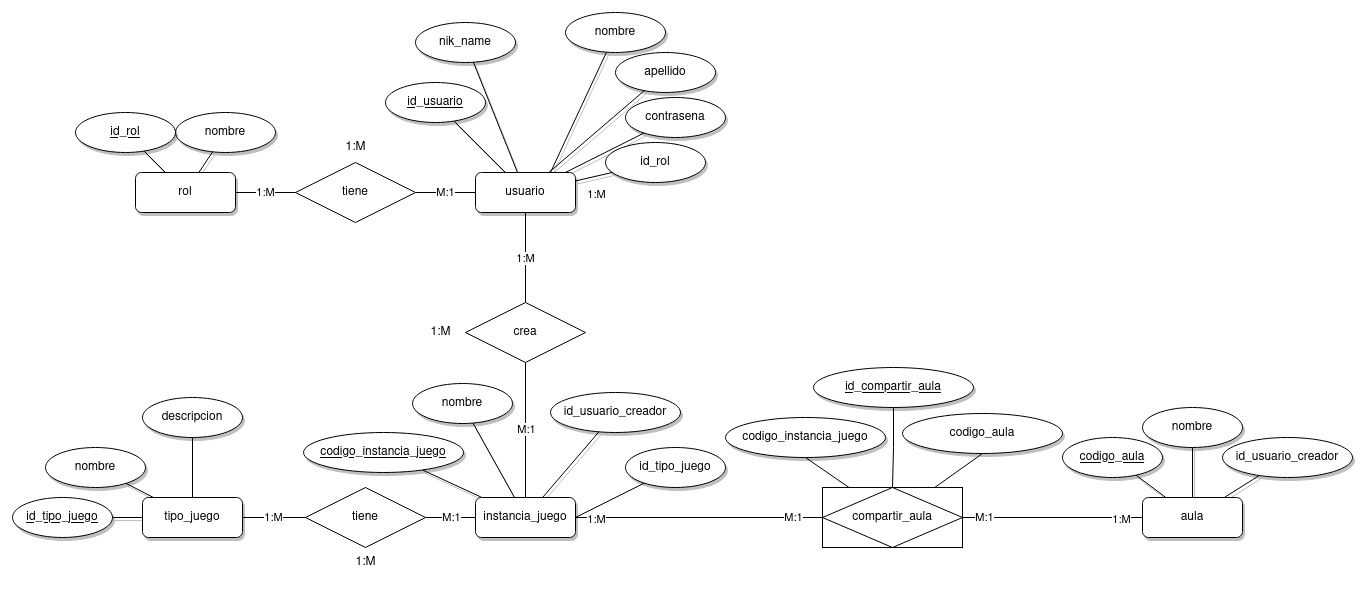 nombre
nik_name
apellido
id_usuario
contrasena
id_rol
nombre
1:M
id_rol
rol
1:M
tiene
M:1
usuario
1:M
1:M
1:M
crea
id_compartir_aula
nombre
id_usuario_creador
descripcion
M:1
codigo_instancia_juego
codigo_aula
nombre
codigo_instancia_juego
codigo_aula
id_usuario_creador
nombre
id_tipo_juego
id_tipo_juego
tipo_juego
1:M
tiene
M:1
instancia_juego
1:M
M:1
compartir_aula
M:1
1:M
aula
1:M